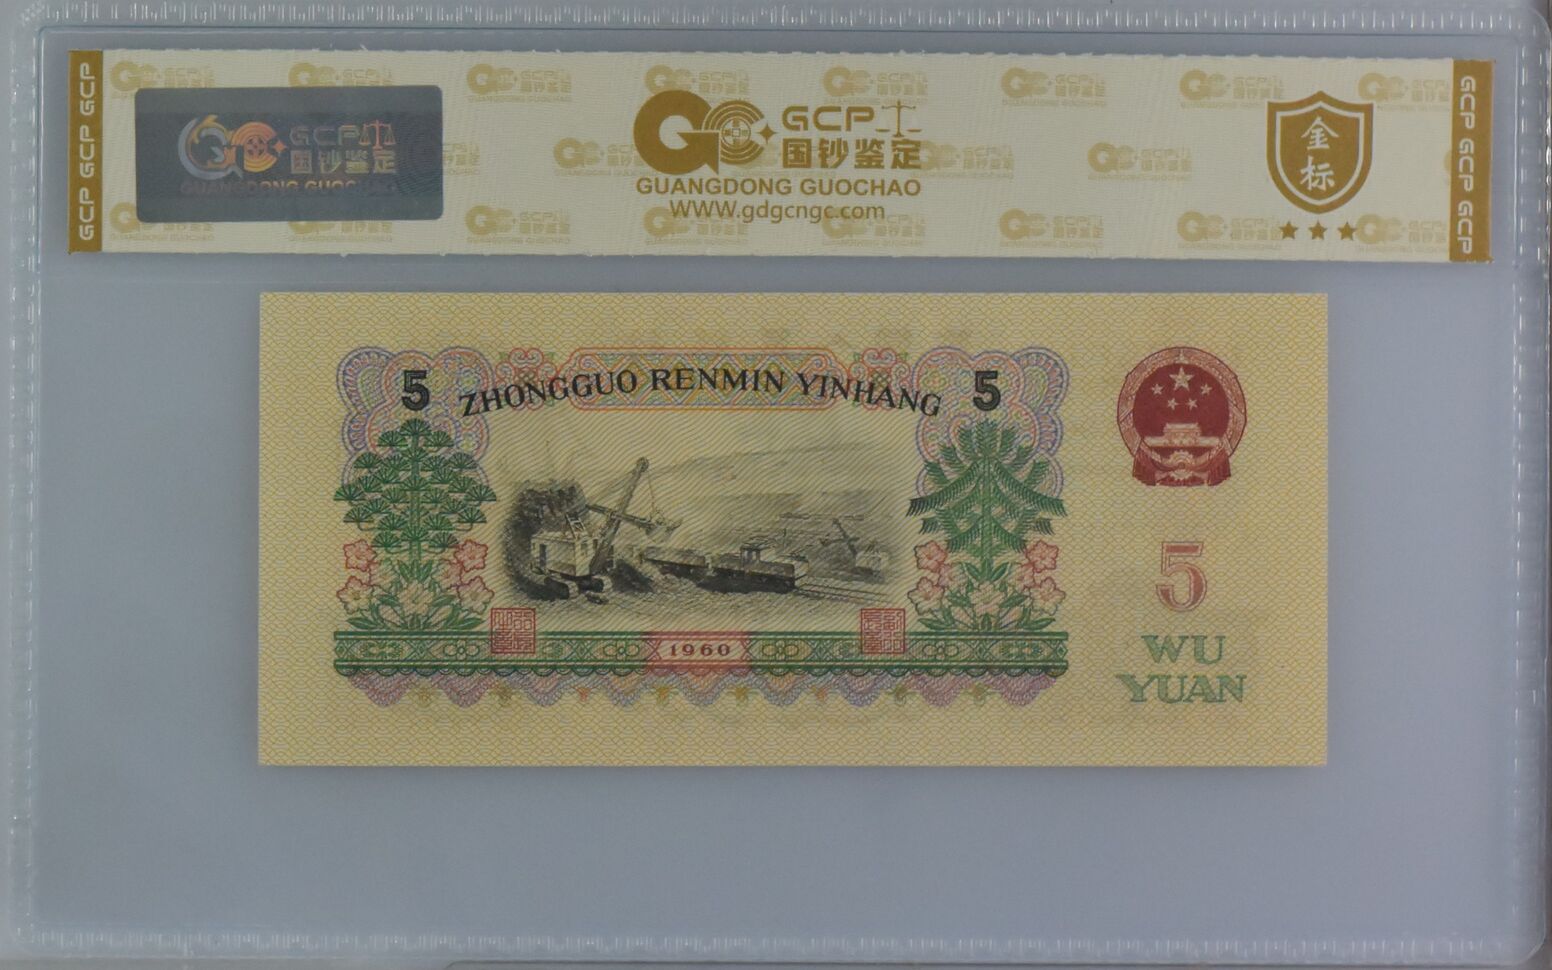 GCP GCP GCP
GCP
国钞鉴定
GUANGDONG GUOCHAO
GCP
国钞鉴定
GUANGDONG GUOCHAO
WWW.gdgcngc.com
金标
GCP GCP GCP
5 ZHONGGUO RENMIN YINHANG 5
1960
5
WU
YUAN